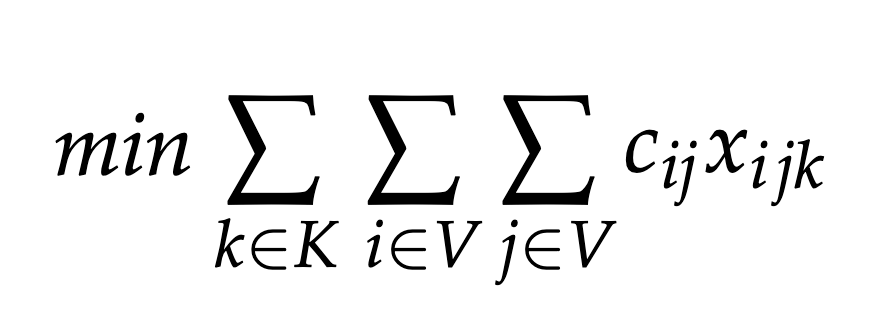 min ∑_{k∈K} ∑_{i∈V} ∑_{j∈V} c_{ij} x_{ijk}